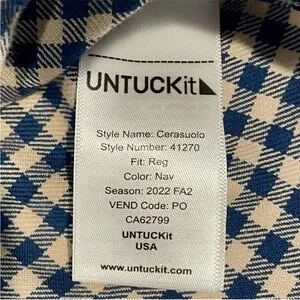 UNTUCKit
Style Name: Cerasuolo
Style Number: 41270
Fit: Reg
Color: Nav
Season: 2022 FA2
VEND Code: PO
CA62799
UNTUCKit
USA
www.untuckit.com